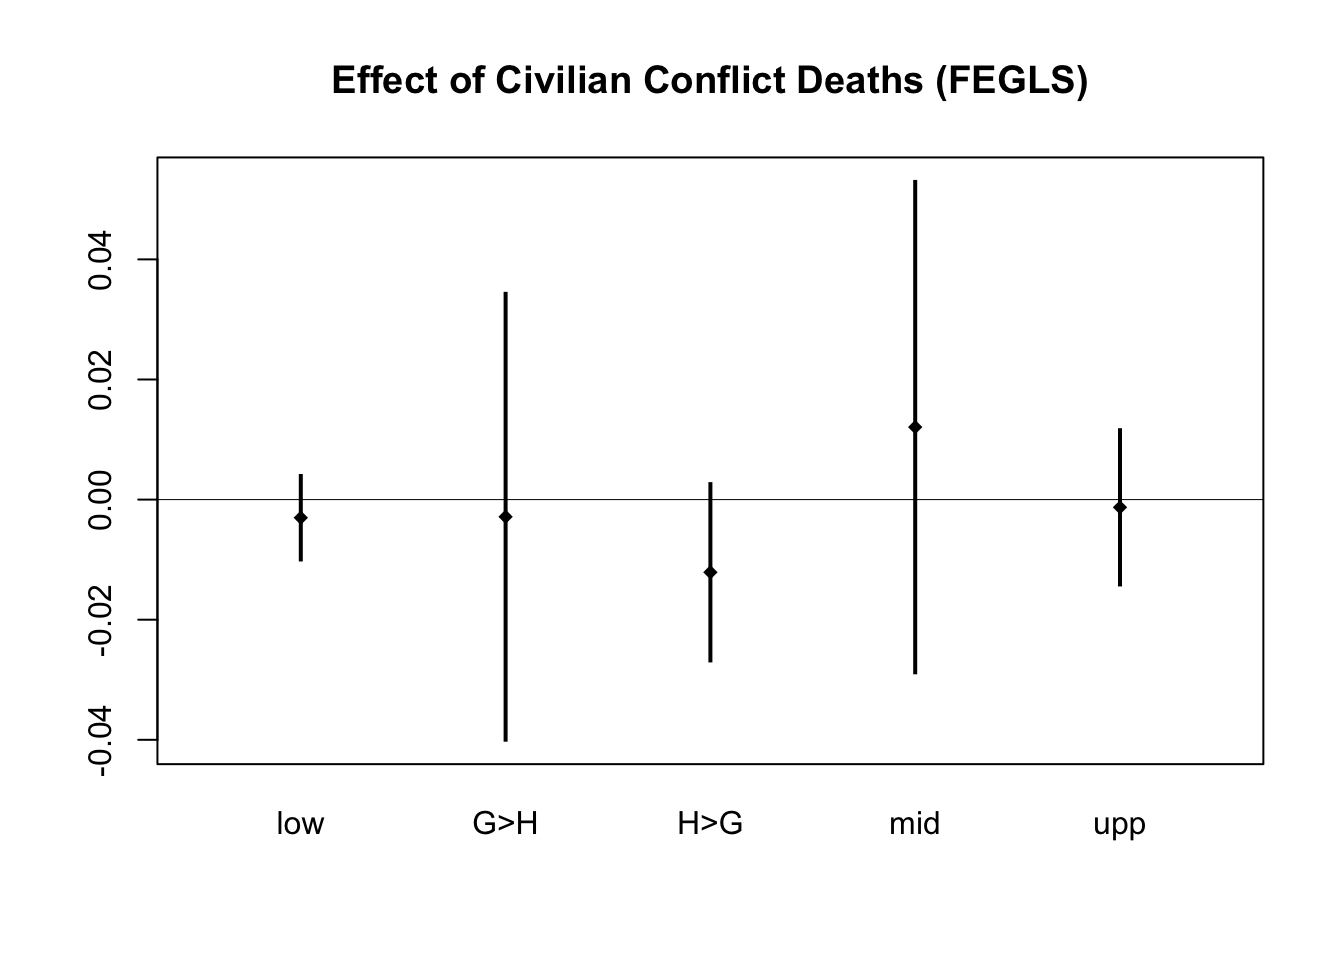 Effect of Civilian Conflict Deaths (FEGLS)
0.04
0.02
0.00
-0.02
-0.04
low G>H H>G mid upp